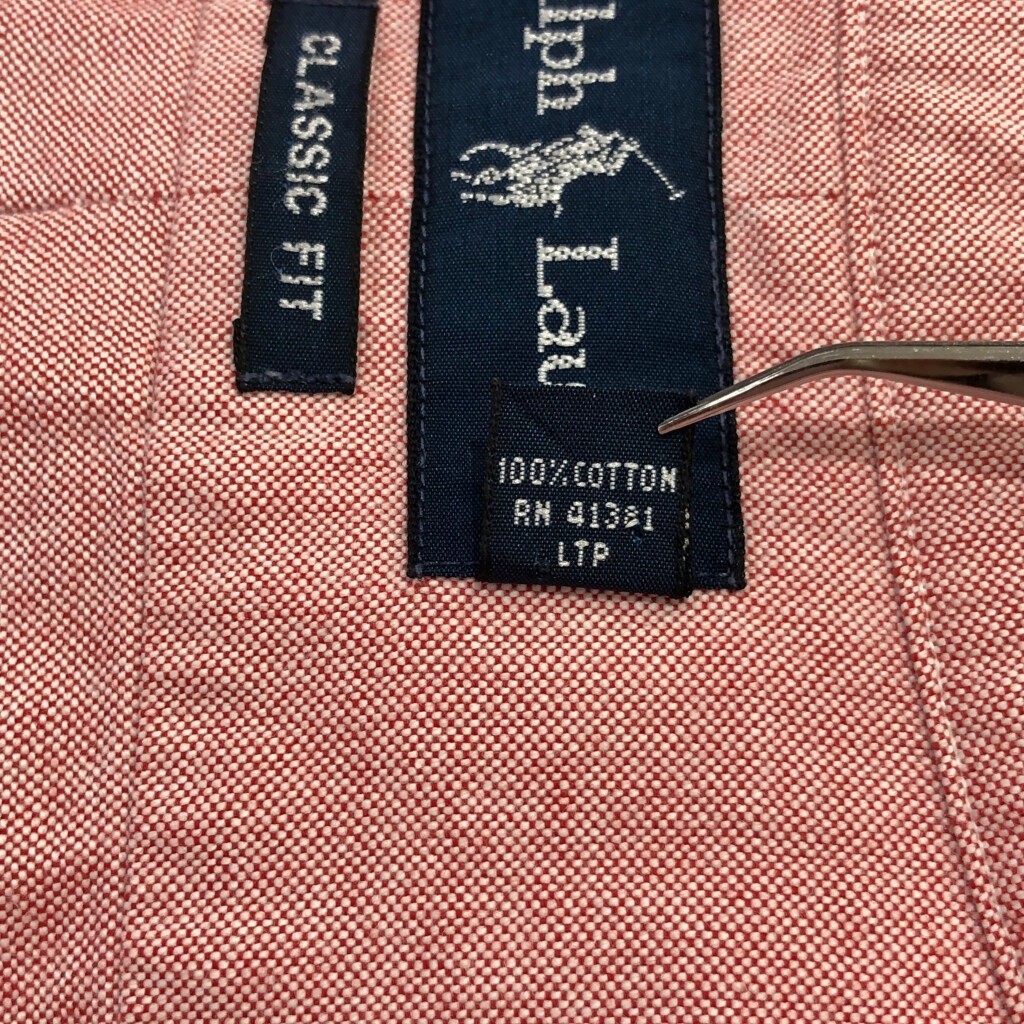 CLASSIC FIT
lph Lau
100% COTTON
RN 41381
LTP